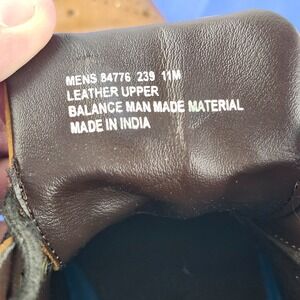 MENS 84776 239 11M
LEATHER UPPER
BALANCE MAN MADE MATERIAL
MADE IN INDIA